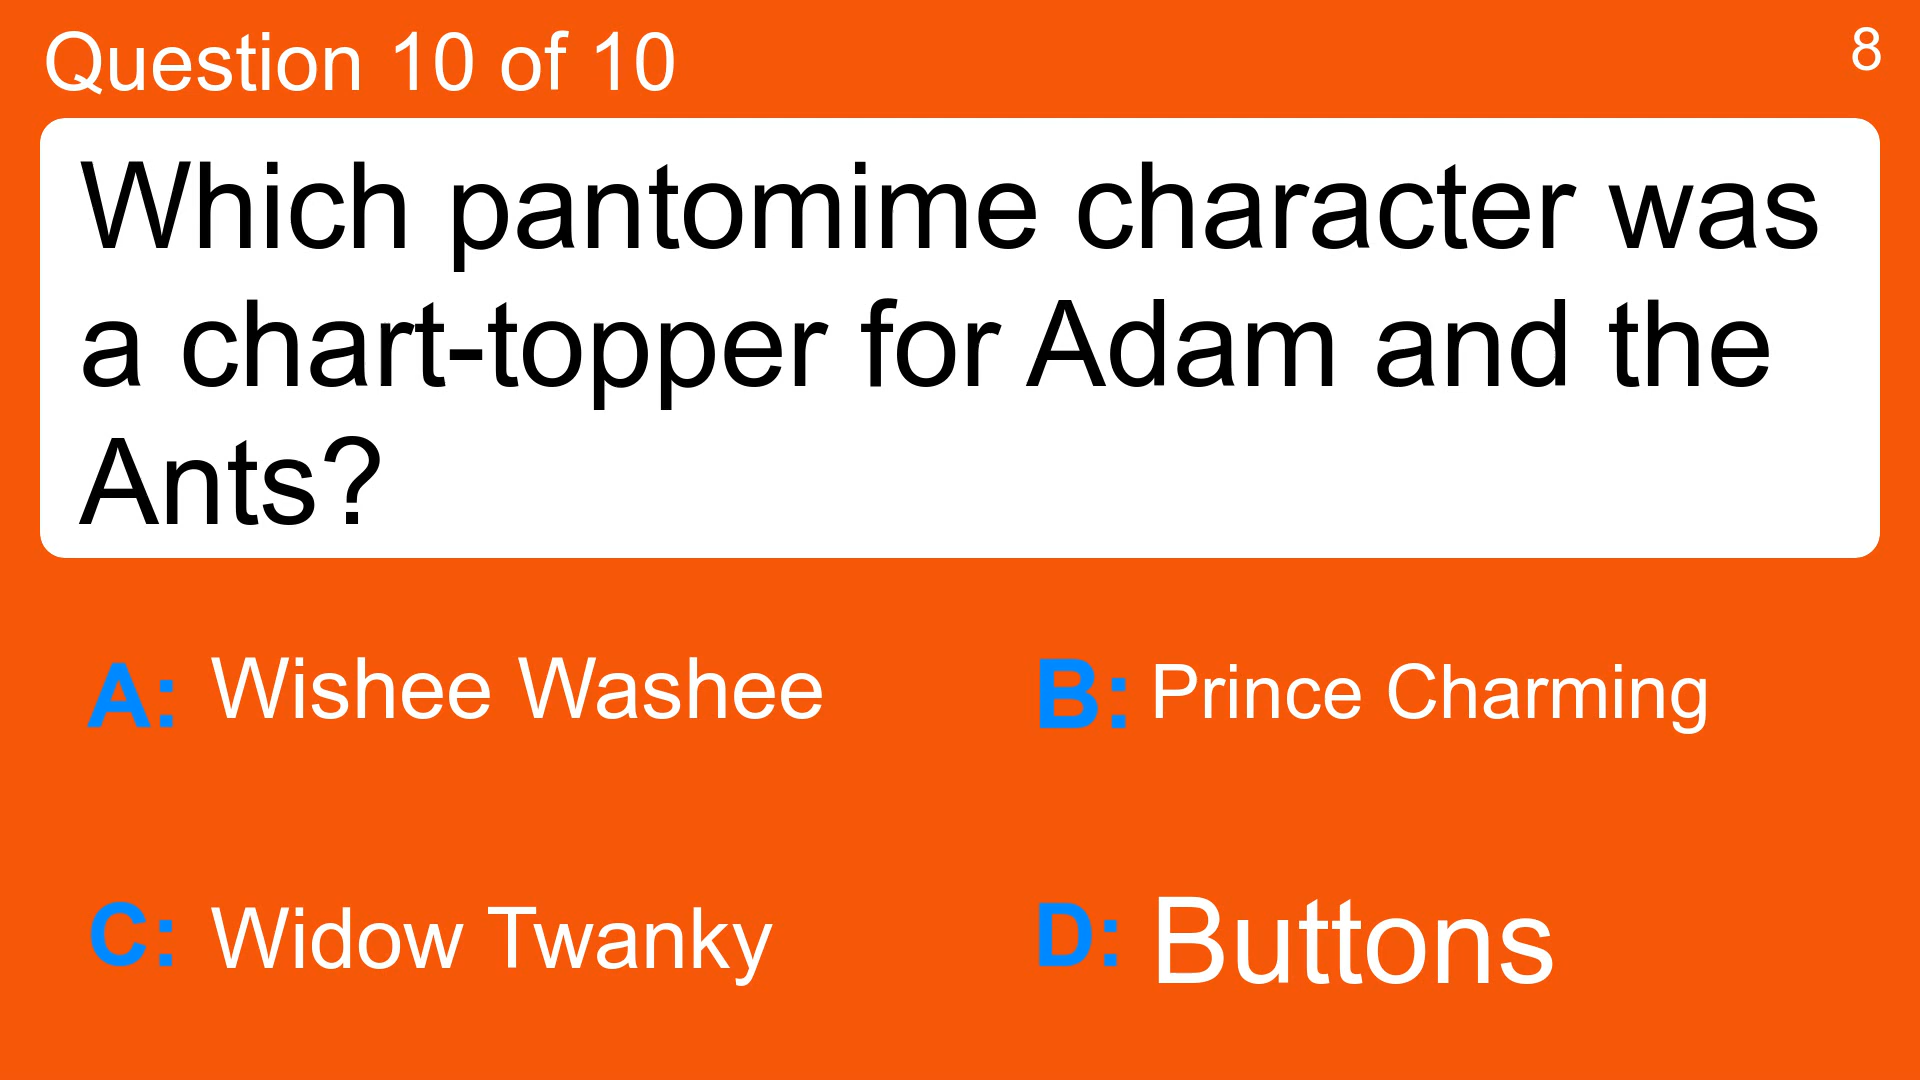 Question 10 of 10
8
Which pantomime character was
a chart-topper for Adam and the
Ants?
A: Wishee Washee
B: Prince Charming
C: Widow Twanky
D: Buttons